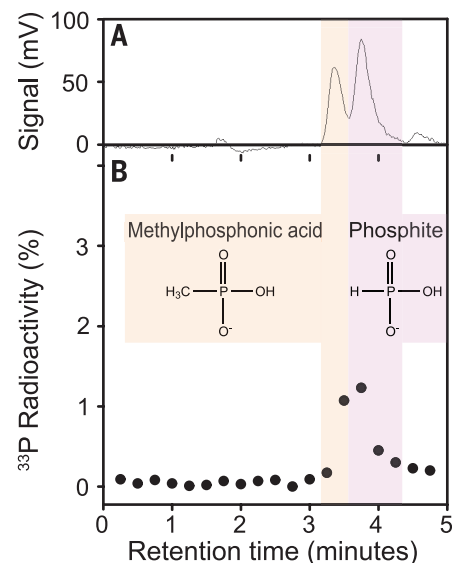 A
Signal (mV)
100
50
0
B
³³P Radioactivity (%)
3
2
1
0
Methylphosphonic acid
O
H₃C P OH
O⁻
Phosphite
O
H P OH
O⁻
0 1 2 3 4 5
Retention time (minutes)